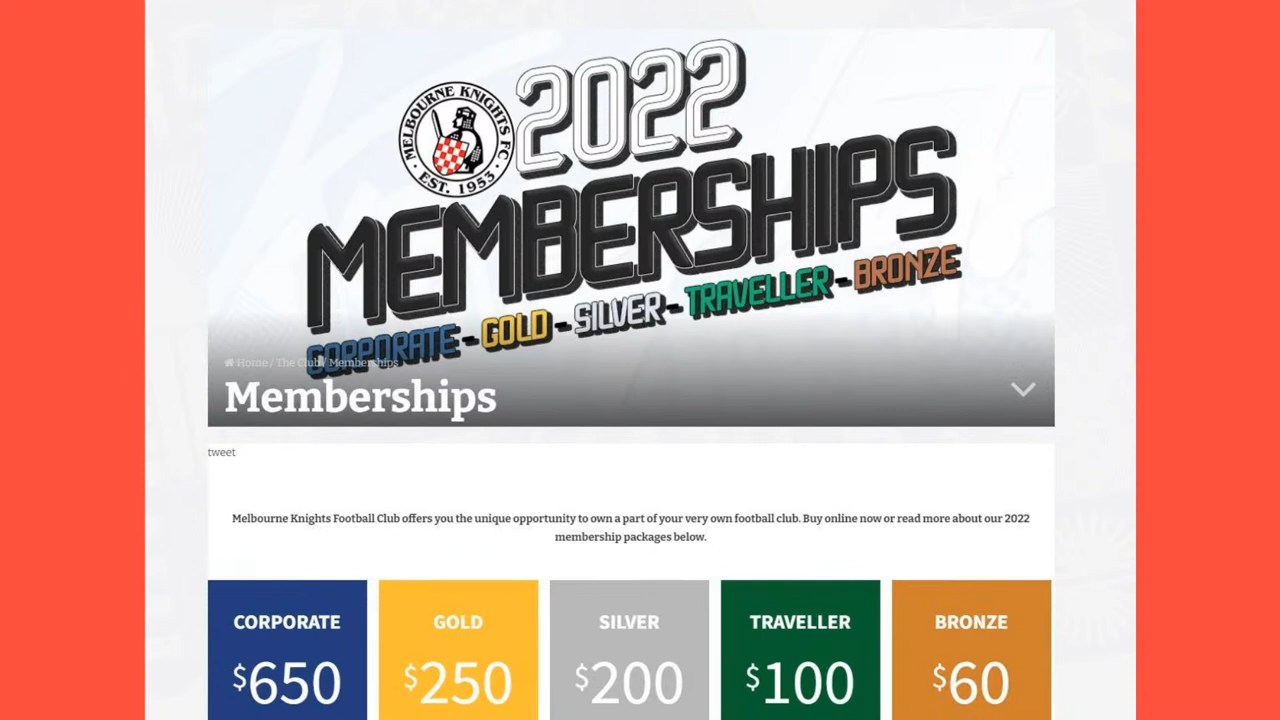 2022
MELBOURNE KNIGHTS FC
EST. 1953
MEMBERSHIPS
CORPORATE - GOLD - SILVER - TRAVELLER - BRONZE
Home / The Club / Memberships
Memberships
tweet
Melbourne Knights Football Club offers you the unique opportunity to own a part of your very own football club. Buy online now or read more about our 2022
membership packages below.
CORPORATE GOLD SILVER TRAVELLER BRONZE
$650 $250 $200 $100 $60